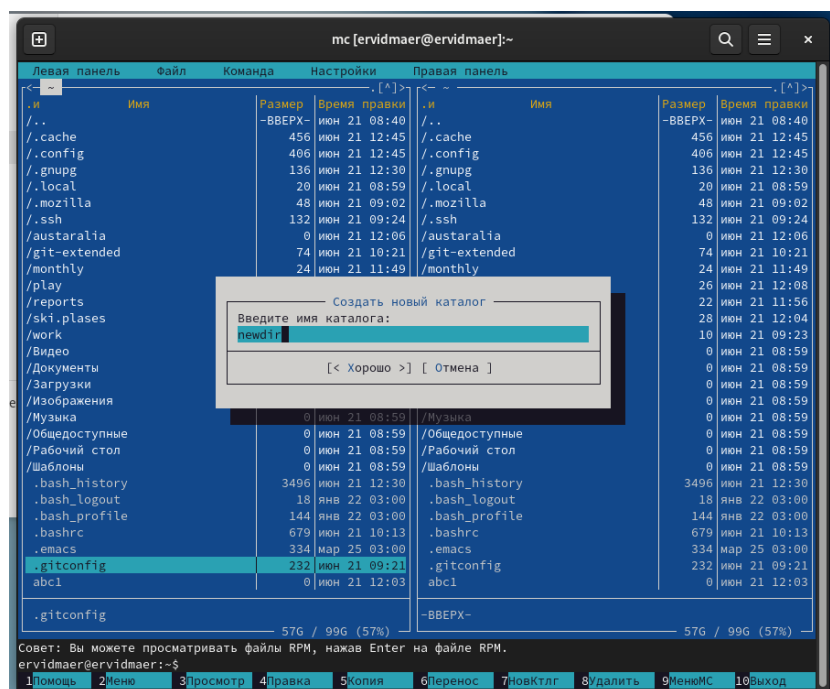 mc [ervidmaer@ervidmaer]:~
Левая панель Файл Команда Настройки Правая панель
<— ~ .[^]> <— ~ .[^]>
.и Имя Размер Время правки .и Имя Размер Время правки
/.. -ВВЕРХ- июн 21 08:40 /.. -ВВЕРХ- июн 21 08:40
/.cache 456 июн 21 12:45 /.cache 456 июн 21 12:45
/.config 406 июн 21 12:45 /.config 406 июн 21 12:45
/.gnupg 136 июн 21 12:30 /.gnupg 136 июн 21 12:30
/.local 20 июн 21 08:59 /.local 20 июн 21 08:59
/.mozilla 48 июн 21 09:02 /.mozilla 48 июн 21 09:02
/.ssh 132 июн 21 09:24 /.ssh 132 июн 21 09:24
/austaralia 0 июн 21 12:06 /austaralia 0 июн 21 12:06
/git-extended 74 июн 21 10:21 /git-extended 74 июн 21 10:21
/monthly 24 июн 21 11:49 /monthly 24 июн 21 11:49
/play 26 июн 21 12:08
/reports Создать новый каталог 22 июн 21 11:56
/ski.plases Введите имя каталога: 28 июн 21 12:04
/work newdir 10 июн 21 09:23
/Видео 0 июн 21 08:59
/Документы [< Хорошо >] [ Отмена ] 0 июн 21 08:59
/Загрузки 0 июн 21 08:59
/Изображения 0 июн 21 08:59
/Музыка 0 июн 21 08:59 /Музыка 0 июн 21 08:59
/Общедоступные 0 июн 21 08:59 /Общедоступные 0 июн 21 08:59
/Рабочий стол 0 июн 21 08:59 /Рабочий стол 0 июн 21 08:59
/Шаблоны 0 июн 21 08:59 /Шаблоны 0 июн 21 08:59
.bash_history 3496 июн 21 12:30 .bash_history 3496 июн 21 12:30
.bash_logout 18 янв 22 03:00 .bash_logout 18 янв 22 03:00
.bash_profile 144 янв 22 03:00 .bash_profile 144 янв 22 03:00
.bashrc 679 июн 21 10:13 .bashrc 679 июн 21 10:13
.emacs 334 мар 25 03:00 .emacs 334 мар 25 03:00
.gitconfig 232 июн 21 09:21 .gitconfig 232 июн 21 09:21
abc1 0 июн 21 12:03 abc1 0 июн 21 12:03
.gitconfig -ВВЕРХ-
57G / 99G (57%) 57G / 99G (57%)
Совет: Вы можете просматривать файлы RPM, нажав Enter на файле RPM.
ervidmaer@ervidmaer:~$
1Помощь 2Меню 3Просмотр 4Правка 5Копия 6Перенос 7НовКтлг 8Удалить 9МенюМС 10Выход